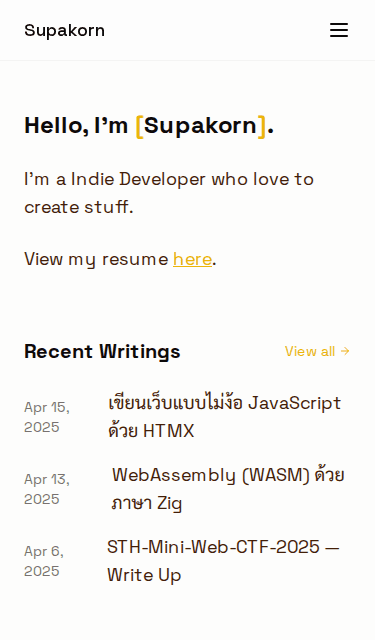 Supakorn
Hello, I'm [Supakorn].
I'm a Indie Developer who love to
create stuff.
View my resume here.
Recent Writings
View all →
Apr 15,
2025
เขียนเว็บแบบไม่ง้อ JavaScript
ด้วย HTMX
Apr 13,
2025
WebAssembly (WASM) ด้วย
ภาษา Zig
Apr 6,
2025
STH-Mini-Web-CTF-2025 —
Write Up